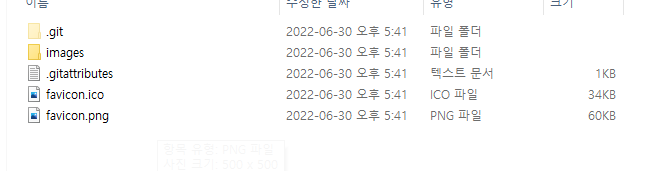 이름 수정한 날짜 유형 크기
.git 2022-06-30 오후 5:41 파일 폴더
images 2022-06-30 오후 5:41 파일 폴더
.gitattributes 2022-06-30 오후 5:41 텍스트 문서 1KB
favicon.ico 2022-06-30 오후 5:41 ICO 파일 34KB
favicon.png 2022-06-30 오후 5:41 PNG 파일 60KB
항목 유형: PNG 파일
사진 크기: 500 x 500